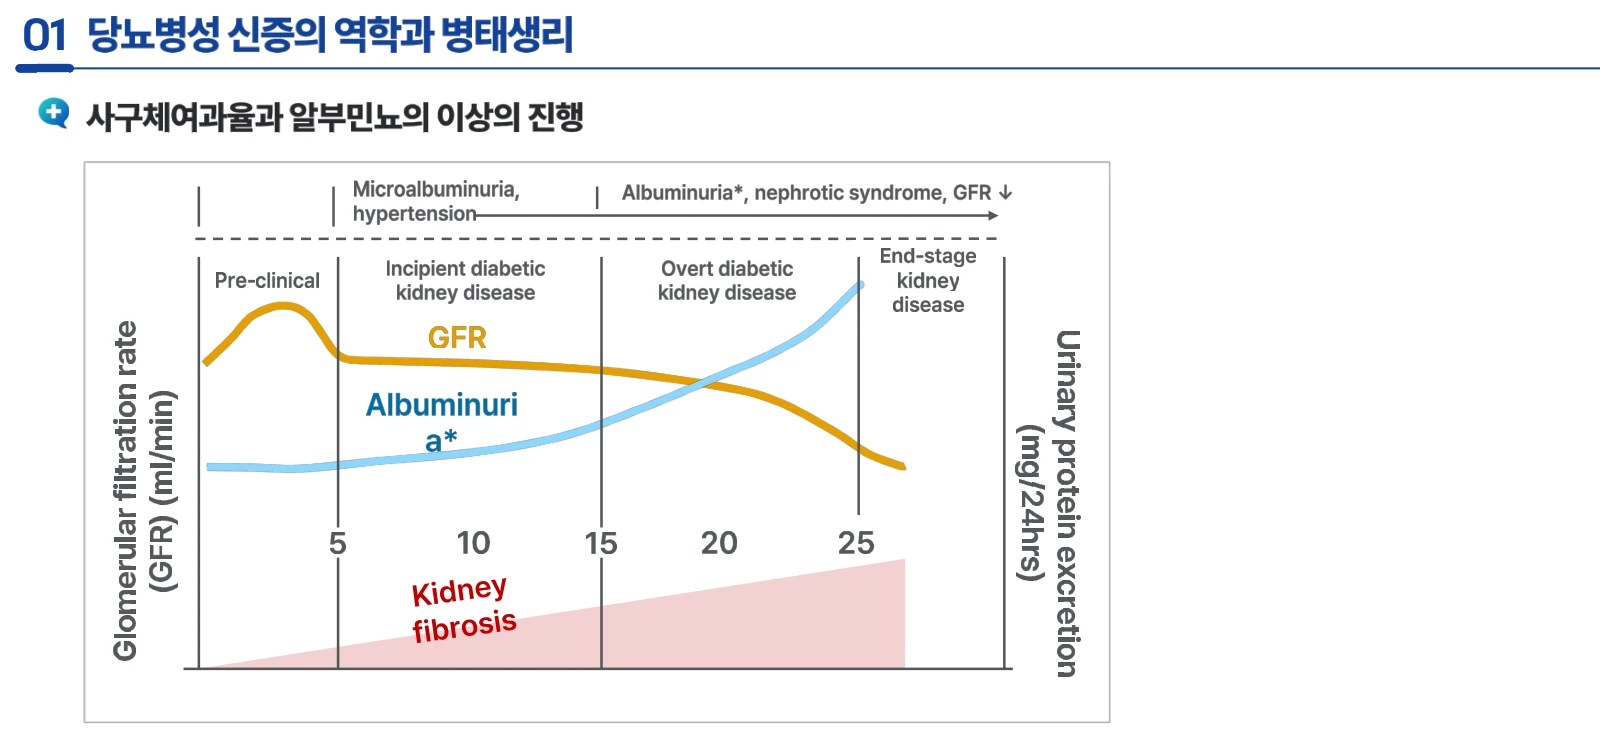 01 당뇨병성 신증의 역학과 병태생리
사구체여과율과 알부민뇨의 이상의 진행
Microalbuminuria,
hypertension
Albuminuria*, nephrotic syndrome, GFR ↓
Pre-clinical
Incipient diabetic
kidney disease
Overt diabetic
kidney disease
End-stage
kidney
disease
GFR
Albuminuri
a*
Glomerular filtration rate
(GFR) (ml/min)
Urinary protein excretion
(mg/24hrs)
5 10 15 20 25
Kidney
fibrosis